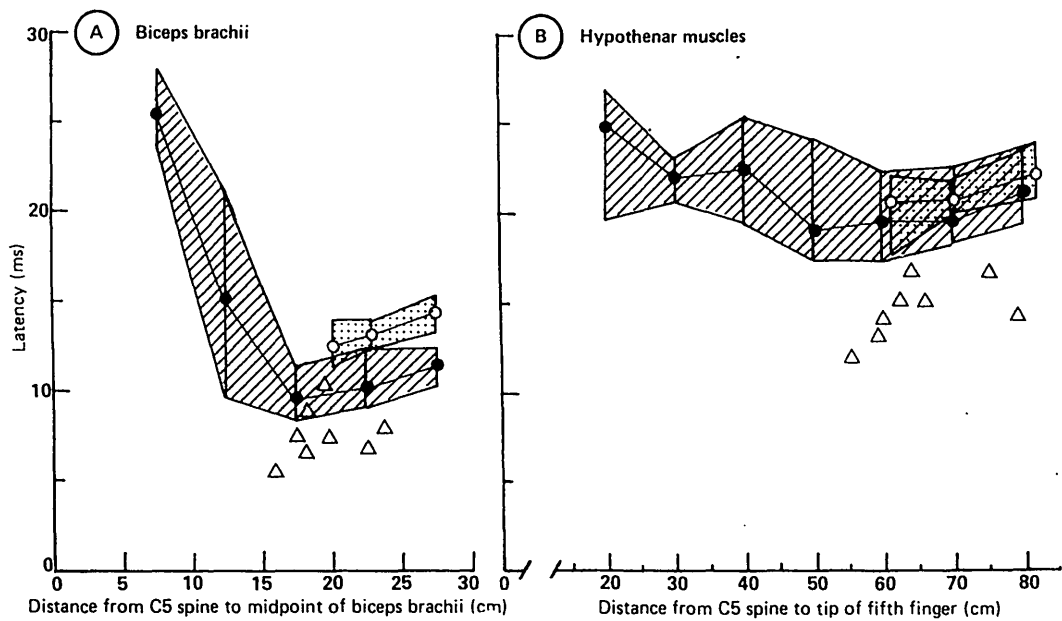 A Biceps brachii
B Hypothenar muscles
Latency (ms)
30
20
10
0
0 5 10 15 20 25 30
0 20 30 40 50 60 70 80
Distance from C5 spine to midpoint of biceps brachii (cm)
Distance from C5 spine to tip of fifth finger (cm)